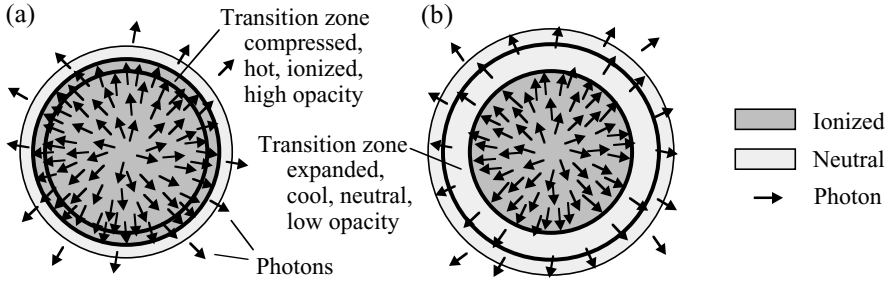 (a)
Transition zone
compressed,
hot, ionized,
high opacity
Photons
(b)
Transition zone
expanded,
cool, neutral,
low opacity
Ionized
Neutral
Photon